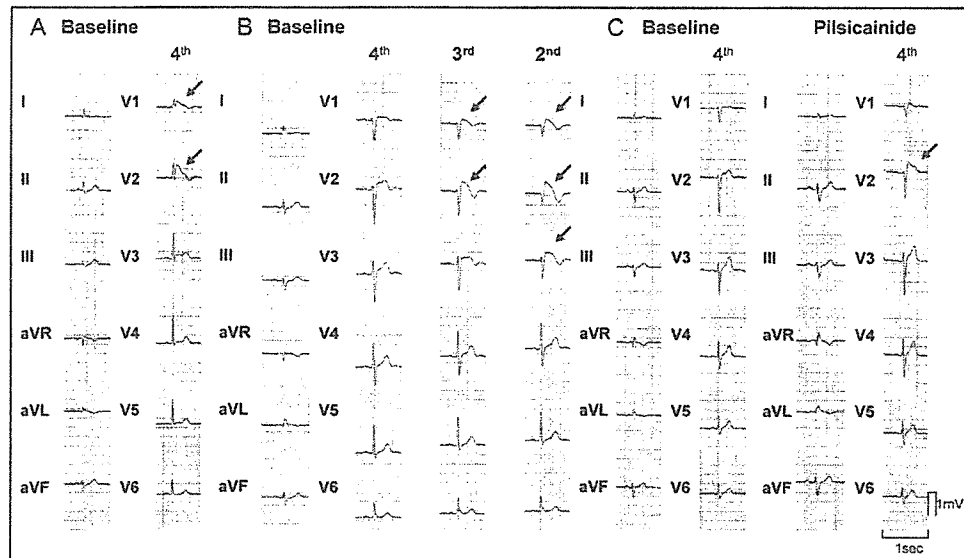 A Baseline B Baseline C Baseline Pilsicainide
4th 4th 3rd 2nd 4th 4th
I V1 I V1 I V1 I V1
II V2 II V2 II V2 II V2
III V3 III V3 III V3 III V3
aVR V4 aVR V4 aVR V4 aVR V4
aVL V5 aVL V5 aVL V5 aVL V5
aVF V6 aVF V6 aVF V6 aVF V6
1mV
1sec